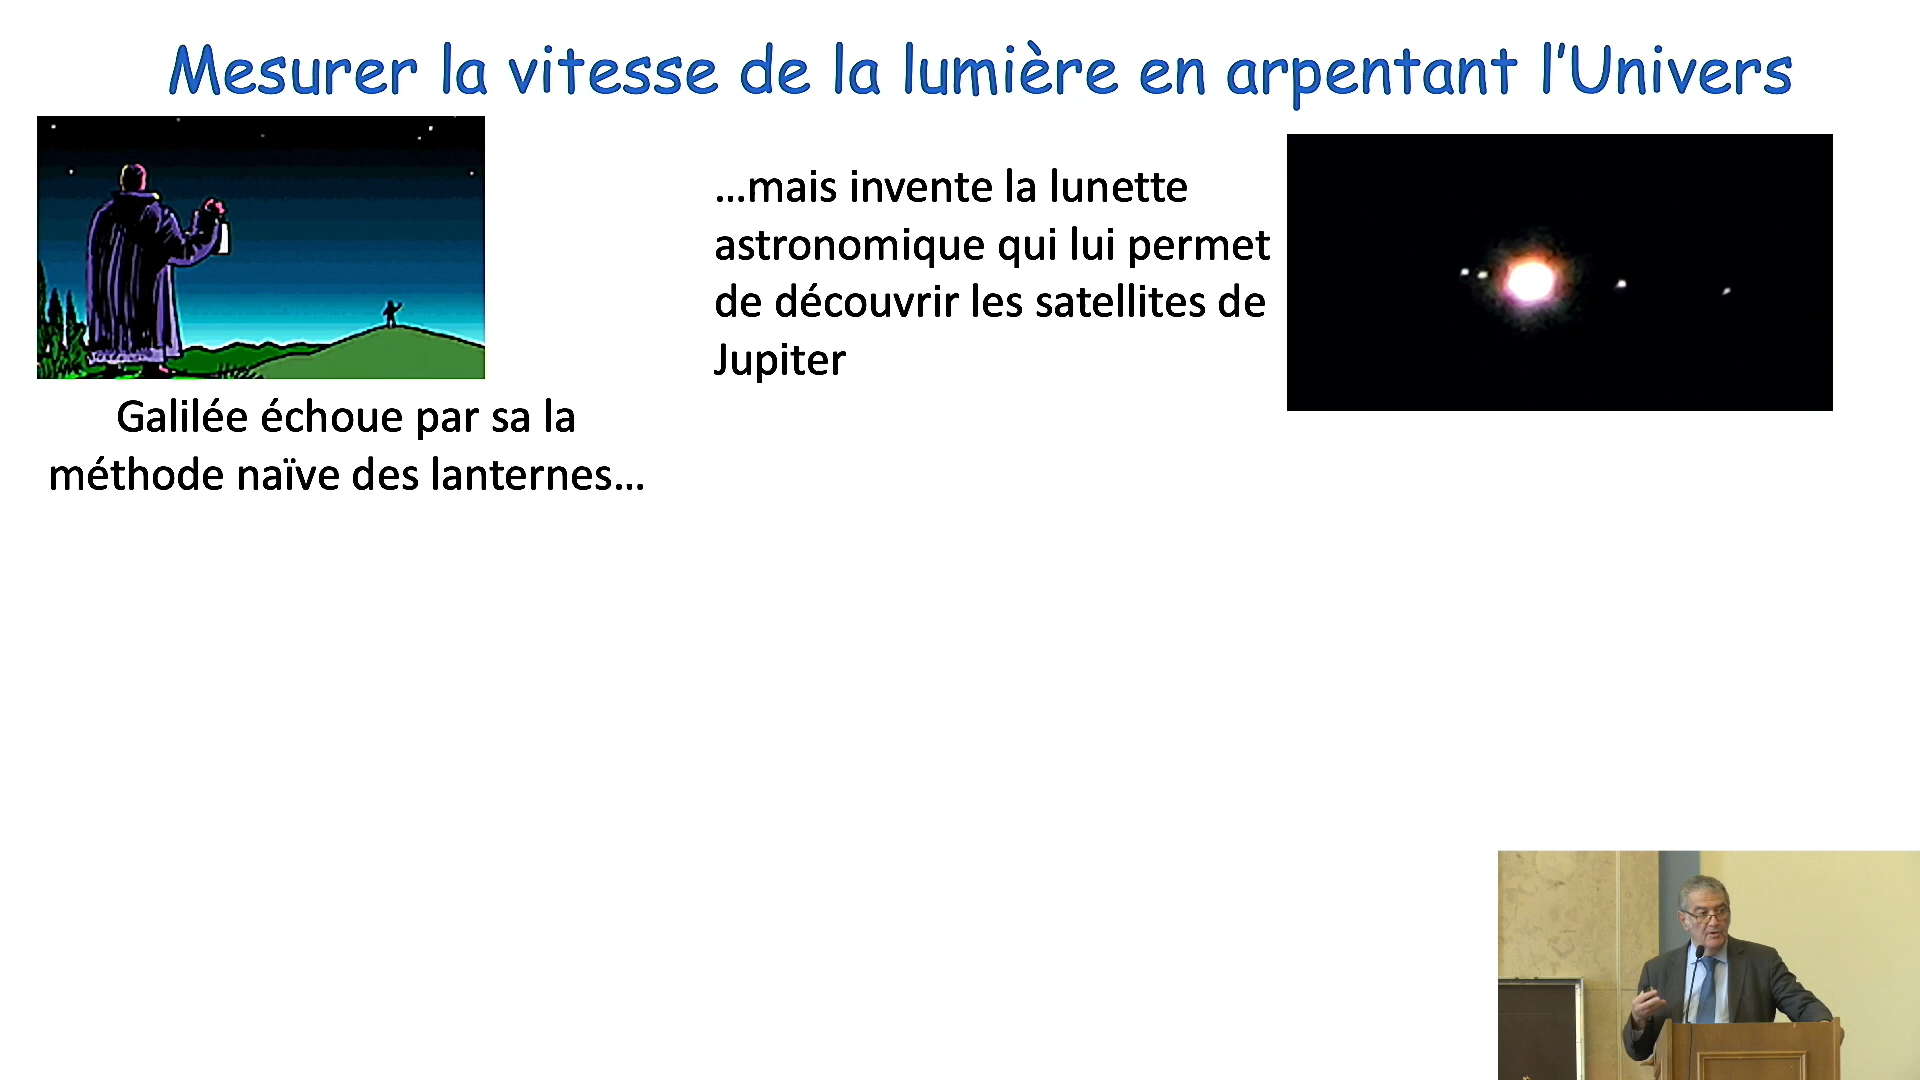 Mesurer la vitesse de la lumière en arpentant l’Univers
…mais invente la lunette
astronomique qui lui permet
de découvrir les satellites de
Jupiter
Galilée échoue par sa la
méthode naïve des lanternes…